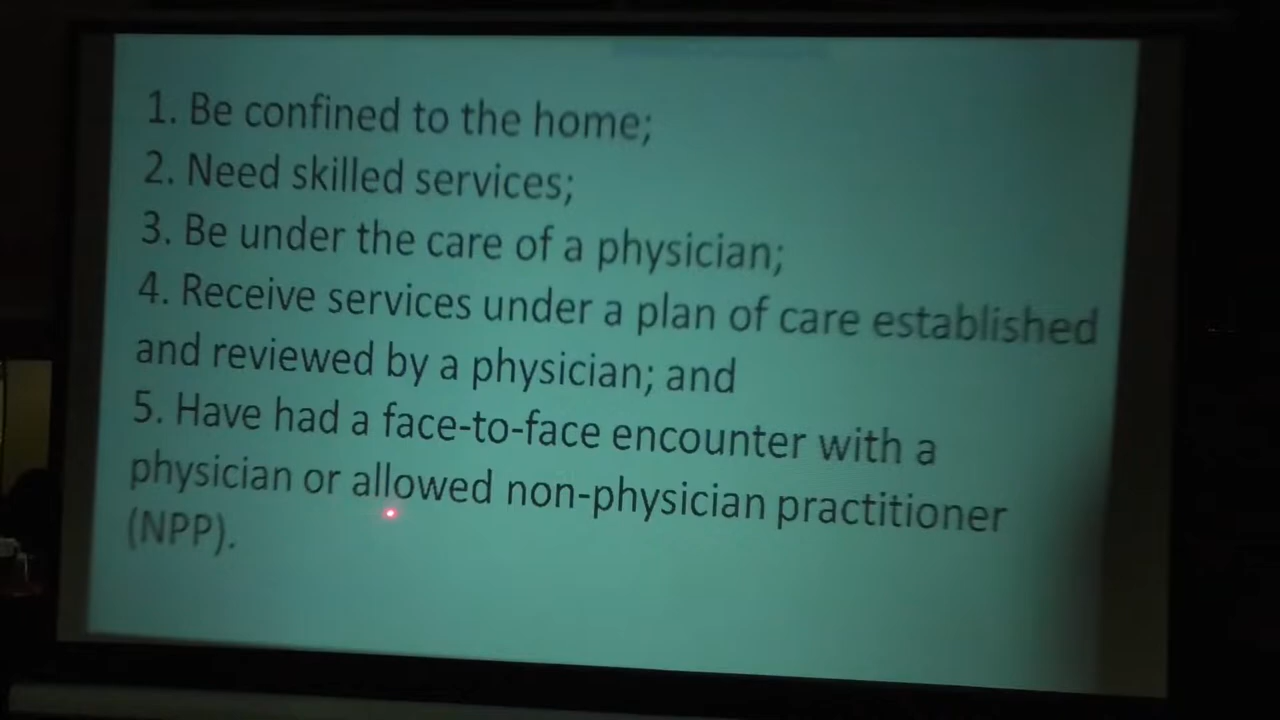 1. Be confined to the home;
2. Need skilled services;
3. Be under the care of a physician;
4. Receive services under a plan of care established
and reviewed by a physician; and
5. Have had a face-to-face encounter with a
physician or allowed non-physician practitioner
(NPP).